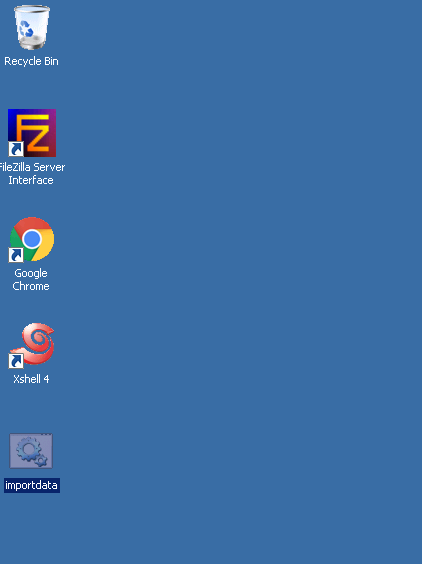 Recycle Bin
FileZilla Server
Interface
Google
Chrome
Xshell 4
importdata